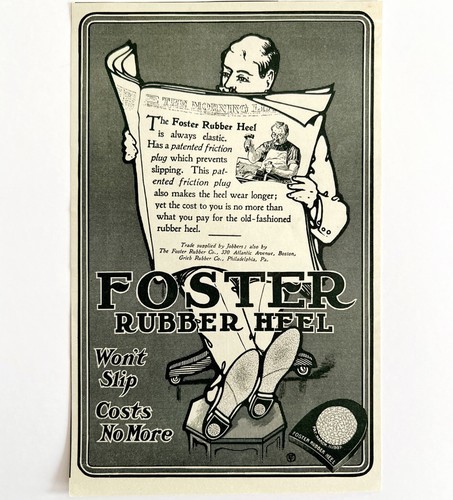 THE MORNING
The Foster Rubber Heel
is always elastic.
Has a patented friction
plug which prevents
slipping. This pat-
ented friction plug
also makes the heel wear longer;
yet the cost to you is no more than
what you pay for the old-fashioned
rubber heel.
Trade supplied by Jobbers; also by
The Foster Rubber Co., 370 Atlantic Avenue, Boston,
Grieb Rubber Co., Philadelphia, Pa.
FOSTER
RUBBER HEEL
Won't
Slip
Costs
No More
FOSTER RUBBER HEEL